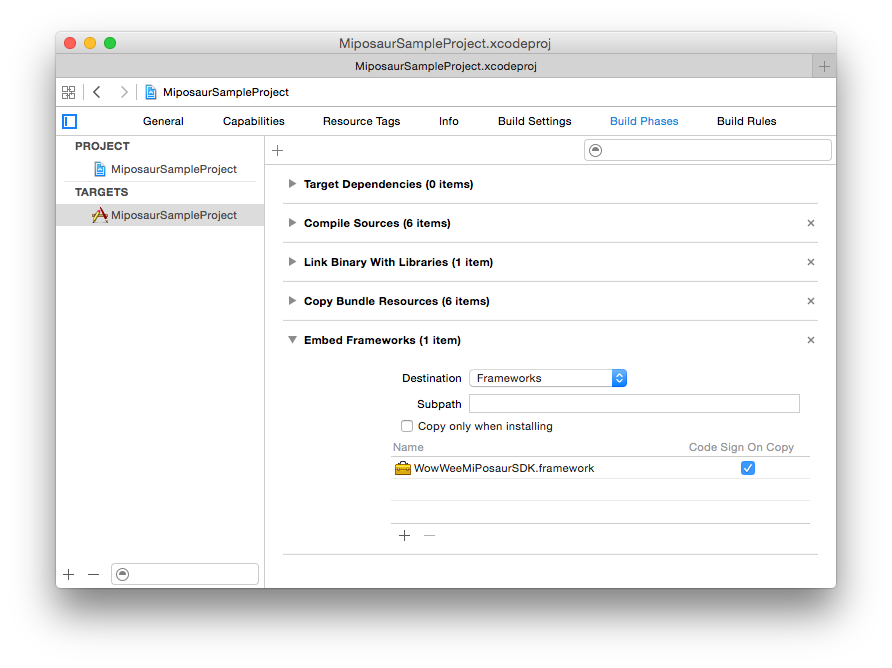 MiposaurSampleProject.xcodeproj
MiposaurSampleProject.xcodeproj
MiposaurSampleProject
General Capabilities Resource Tags Info Build Settings Build Phases Build Rules
PROJECT
MiposaurSampleProject
TARGETS
MiposaurSampleProject
Target Dependencies (0 items)
Compile Sources (6 items)
Link Binary With Libraries (1 item)
Copy Bundle Resources (6 items)
Embed Frameworks (1 item)
Destination Frameworks
Subpath
Copy only when installing
Name Code Sign On Copy
WowWeeMiPosaurSDK.framework